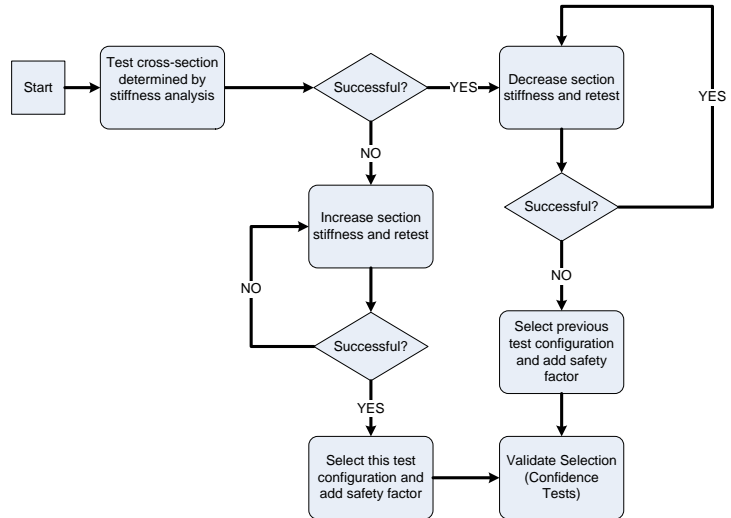 Start
Test cross-section
determined by
stiffness analysis
Successful?
YES
Decrease section
stiffness and retest
YES
NO
Successful?
Increase section
stiffness and retest
NO
NO
Successful?
Select previous
test configuration
and add safety
factor
YES
Select this test
configuration and
add safety factor
Validate Selection
(Confidence
Tests)